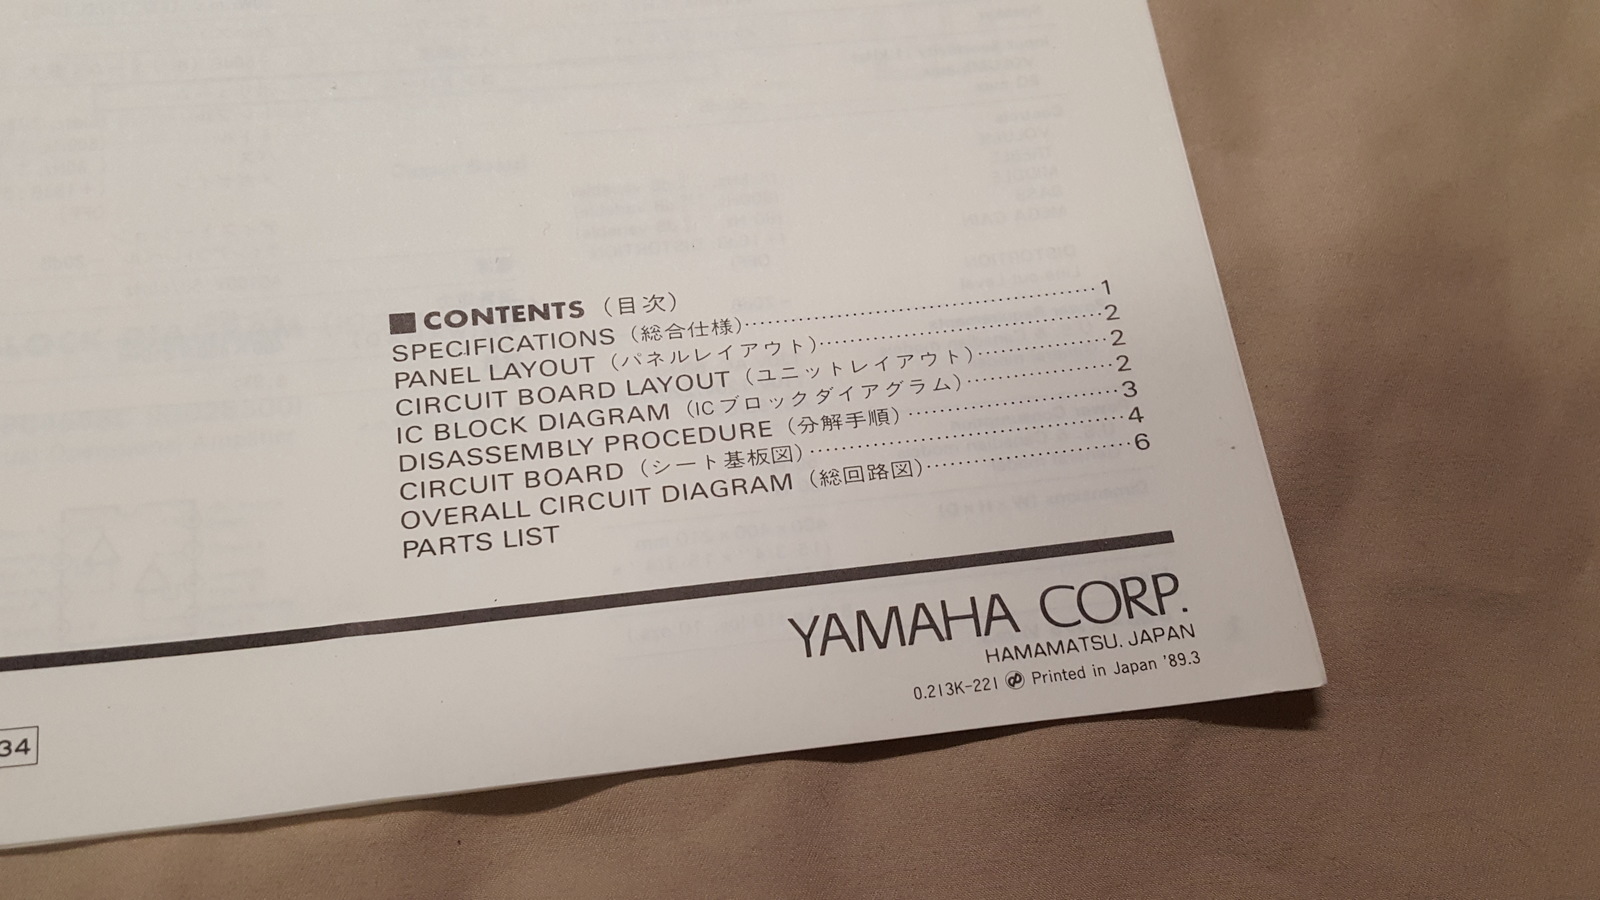 ■ CONTENTS（目次）
SPECIFICATIONS（総合仕様）······1
PANEL LAYOUT（パネルレイアウト）······2
CIRCUIT BOARD LAYOUT（ユニットレイアウト）······2
IC BLOCK DIAGRAM（ICブロックダイアグラム）······2
DISASSEMBLY PROCEDURE（分解手順）······3
CIRCUIT BOARD（シート基板図）······4
OVERALL CIRCUIT DIAGRAM（総回路図）······6
PARTS LIST
YAMAHA CORP.
HAMAMATSU. JAPAN
0.213K-221 Printed in Japan '89.3
34